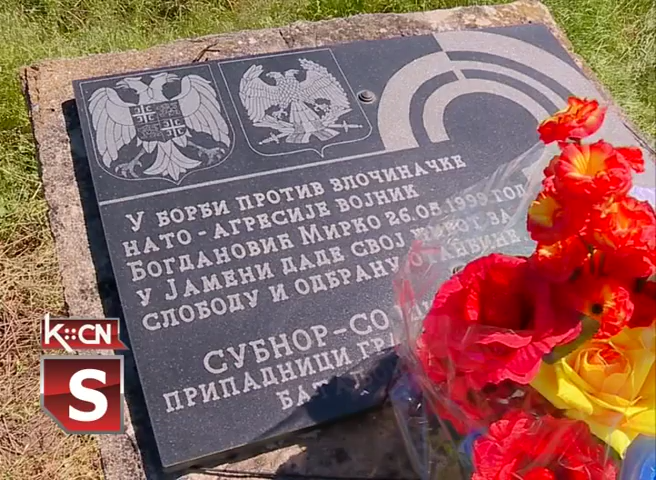 У БОРБИ ПРОТИВ ЗЛОЧИНАЧКЕ
НАТО - АГРЕСИЈЕ ВОЈНИК
БОГДАНОВИЋ МИРКО 26.05.1999 ГОД
У ЈАМЕНИ ДАДЕ СВОЈ ЖИВОТ ЗА
СЛОБОДУ И ОДБРАНУ
СУБНОР-СО
ПРИПАДНИЦИ
K::CN
S